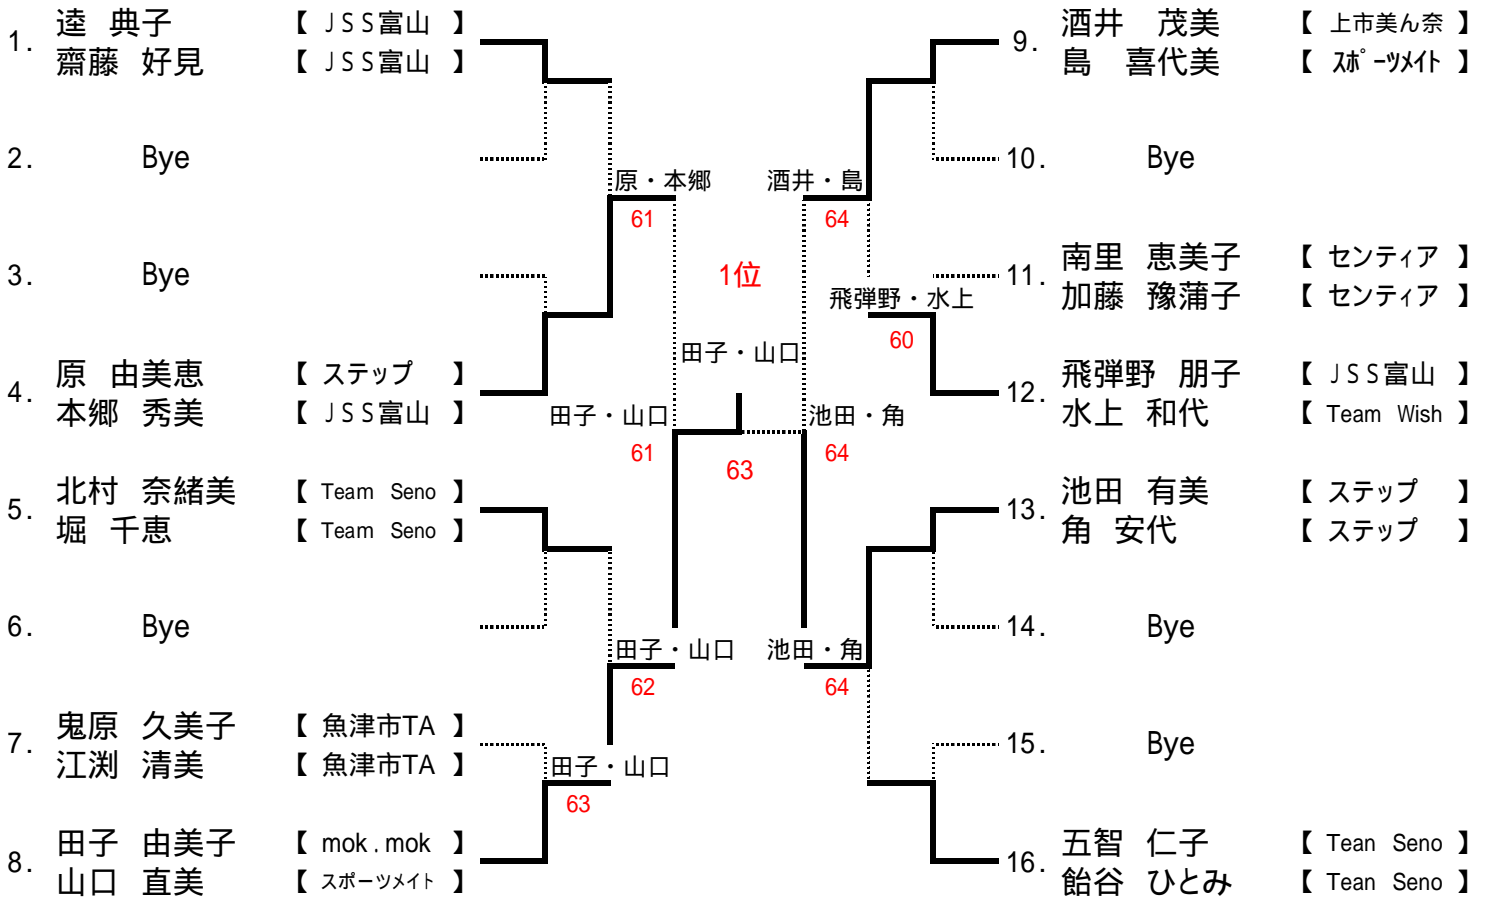 1. 逵 典子 【 JSS富山 】
齋藤 好見 【 JSS富山 】
2. Bye
3. Bye
4. 原 由美恵 【 ステップ 】
本郷 秀美 【 JSS富山 】
5. 北村 奈緒美 【 Team Seno 】
堀 千恵 【 Team Seno 】
6. Bye
7. 鬼原 久美子 【 魚津市TA 】
江渕 清美 【 魚津市TA 】
8. 田子 由美子 【 mok.mok 】
山口 直美 【 スポーツメイト 】
原・本郷
61
田子・山口
61
田子・山口
62
田子・山口
63
1位
田子・山口
63
酒井・島
64
飛弾野・水上
60
池田・角
64
池田・角
64
9. 酒井 茂美 【 上市美ん奈 】
島 喜代美 【 スポーツメイト 】
10. Bye
11. 南里 恵美子 【 センティア 】
加藤 豫蒲子 【 センティア 】
12. 飛弾野 朋子 【 JSS富山 】
水上 和代 【 Team Wish 】
13. 池田 有美 【 ステップ 】
角 安代 【 ステップ 】
14. Bye
15. Bye
16. 五智 仁子 【 Tean Seno 】
飴谷 ひとみ 【 Tean Seno 】